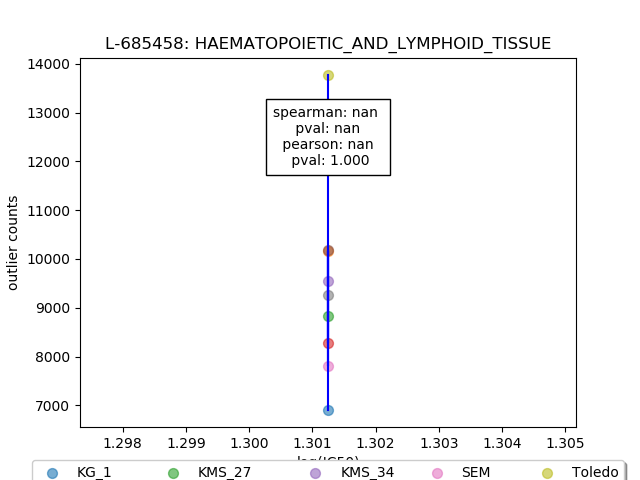 L-685458: HAEMATOPOIETIC_AND_LYMPHOID_TISSUE
14000
13000
12000
11000
10000
9000
8000
7000
outlier counts
spearman: nan
pval: nan
pearson: nan
pval: 1.000
1.298 1.299 1.300 1.301 1.302 1.303 1.304 1.305
log(IC50)
KG_1 KMS_27 KMS_34 SEM Toledo